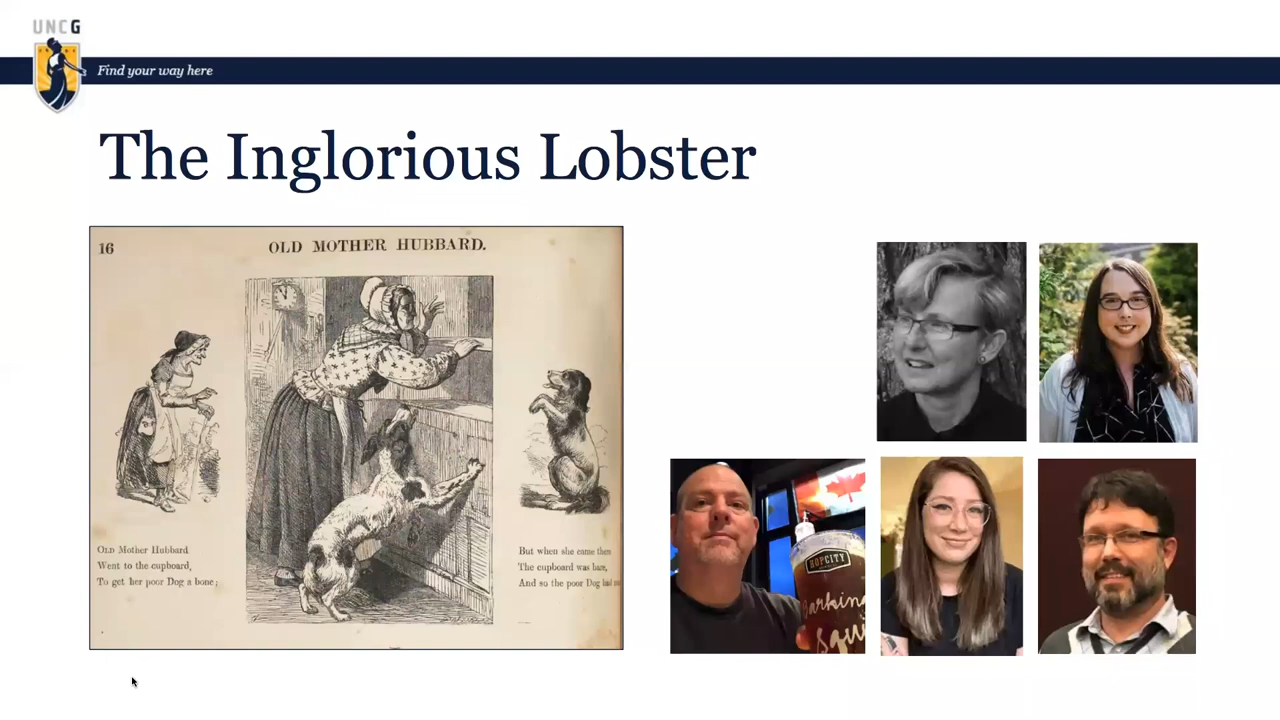 UNCG
Find your way here
The Inglorious Lobster
16
OLD MOTHER HUBBARD.
OLD Mother Hubbard
Went to the cupboard,
To get her poor Dog a bone;
But when she came there
The cupboard was bare,
And so the poor Dog had
HOPCITY
Barking